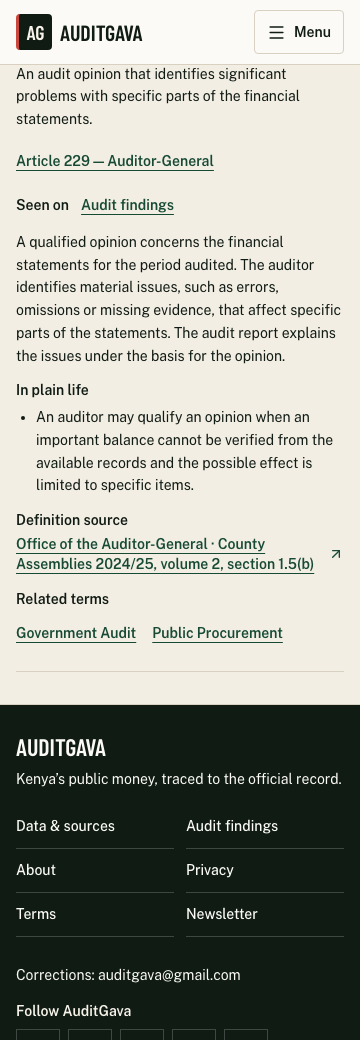 AG AUDITGAVA
Menu
An audit opinion that identifies significant
problems with specific parts of the financial
statements.
Article 229 — Auditor-General
Seen on Audit findings
A qualified opinion concerns the financial
statements for the period audited. The auditor
identifies material issues, such as errors,
omissions or missing evidence, that affect specific
parts of the statements. The audit report explains
the issues under the basis for the opinion.
In plain life
• An auditor may qualify an opinion when an
important balance cannot be verified from the
available records and the possible effect is
limited to specific items.
Definition source
Office of the Auditor-General · County
Assemblies 2024/25, volume 2, section 1.5(b)
Related terms
Government Audit Public Procurement
AUDITGAVA
Kenya’s public money, traced to the official record.
Data & sources Audit findings
About Privacy
Terms Newsletter
Corrections: auditgava@gmail.com
Follow AuditGava